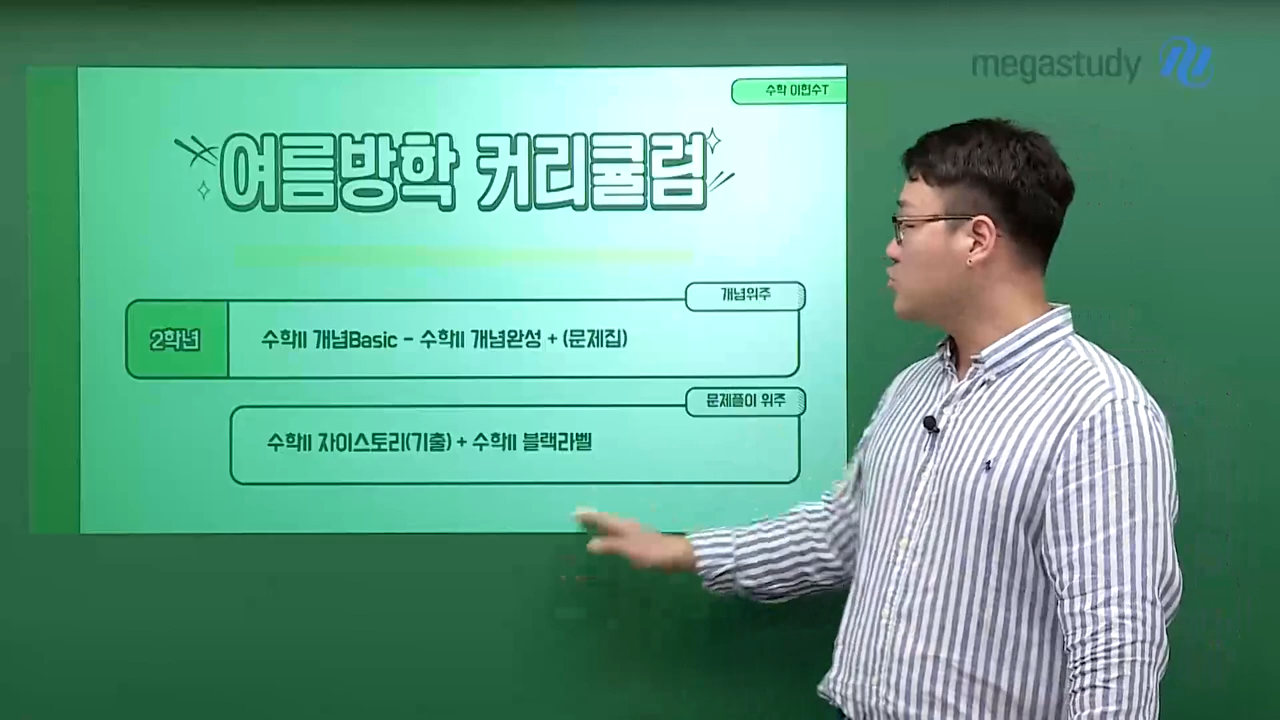 megastudy
수학 이헌수T
여름방학 커리큘럼
개념위주
2학년
수학II 개념Basic - 수학II 개념완성 + (문제집)
문제풀이 위주
수학II 자이스토리(기출) + 수학II 블랙라벨